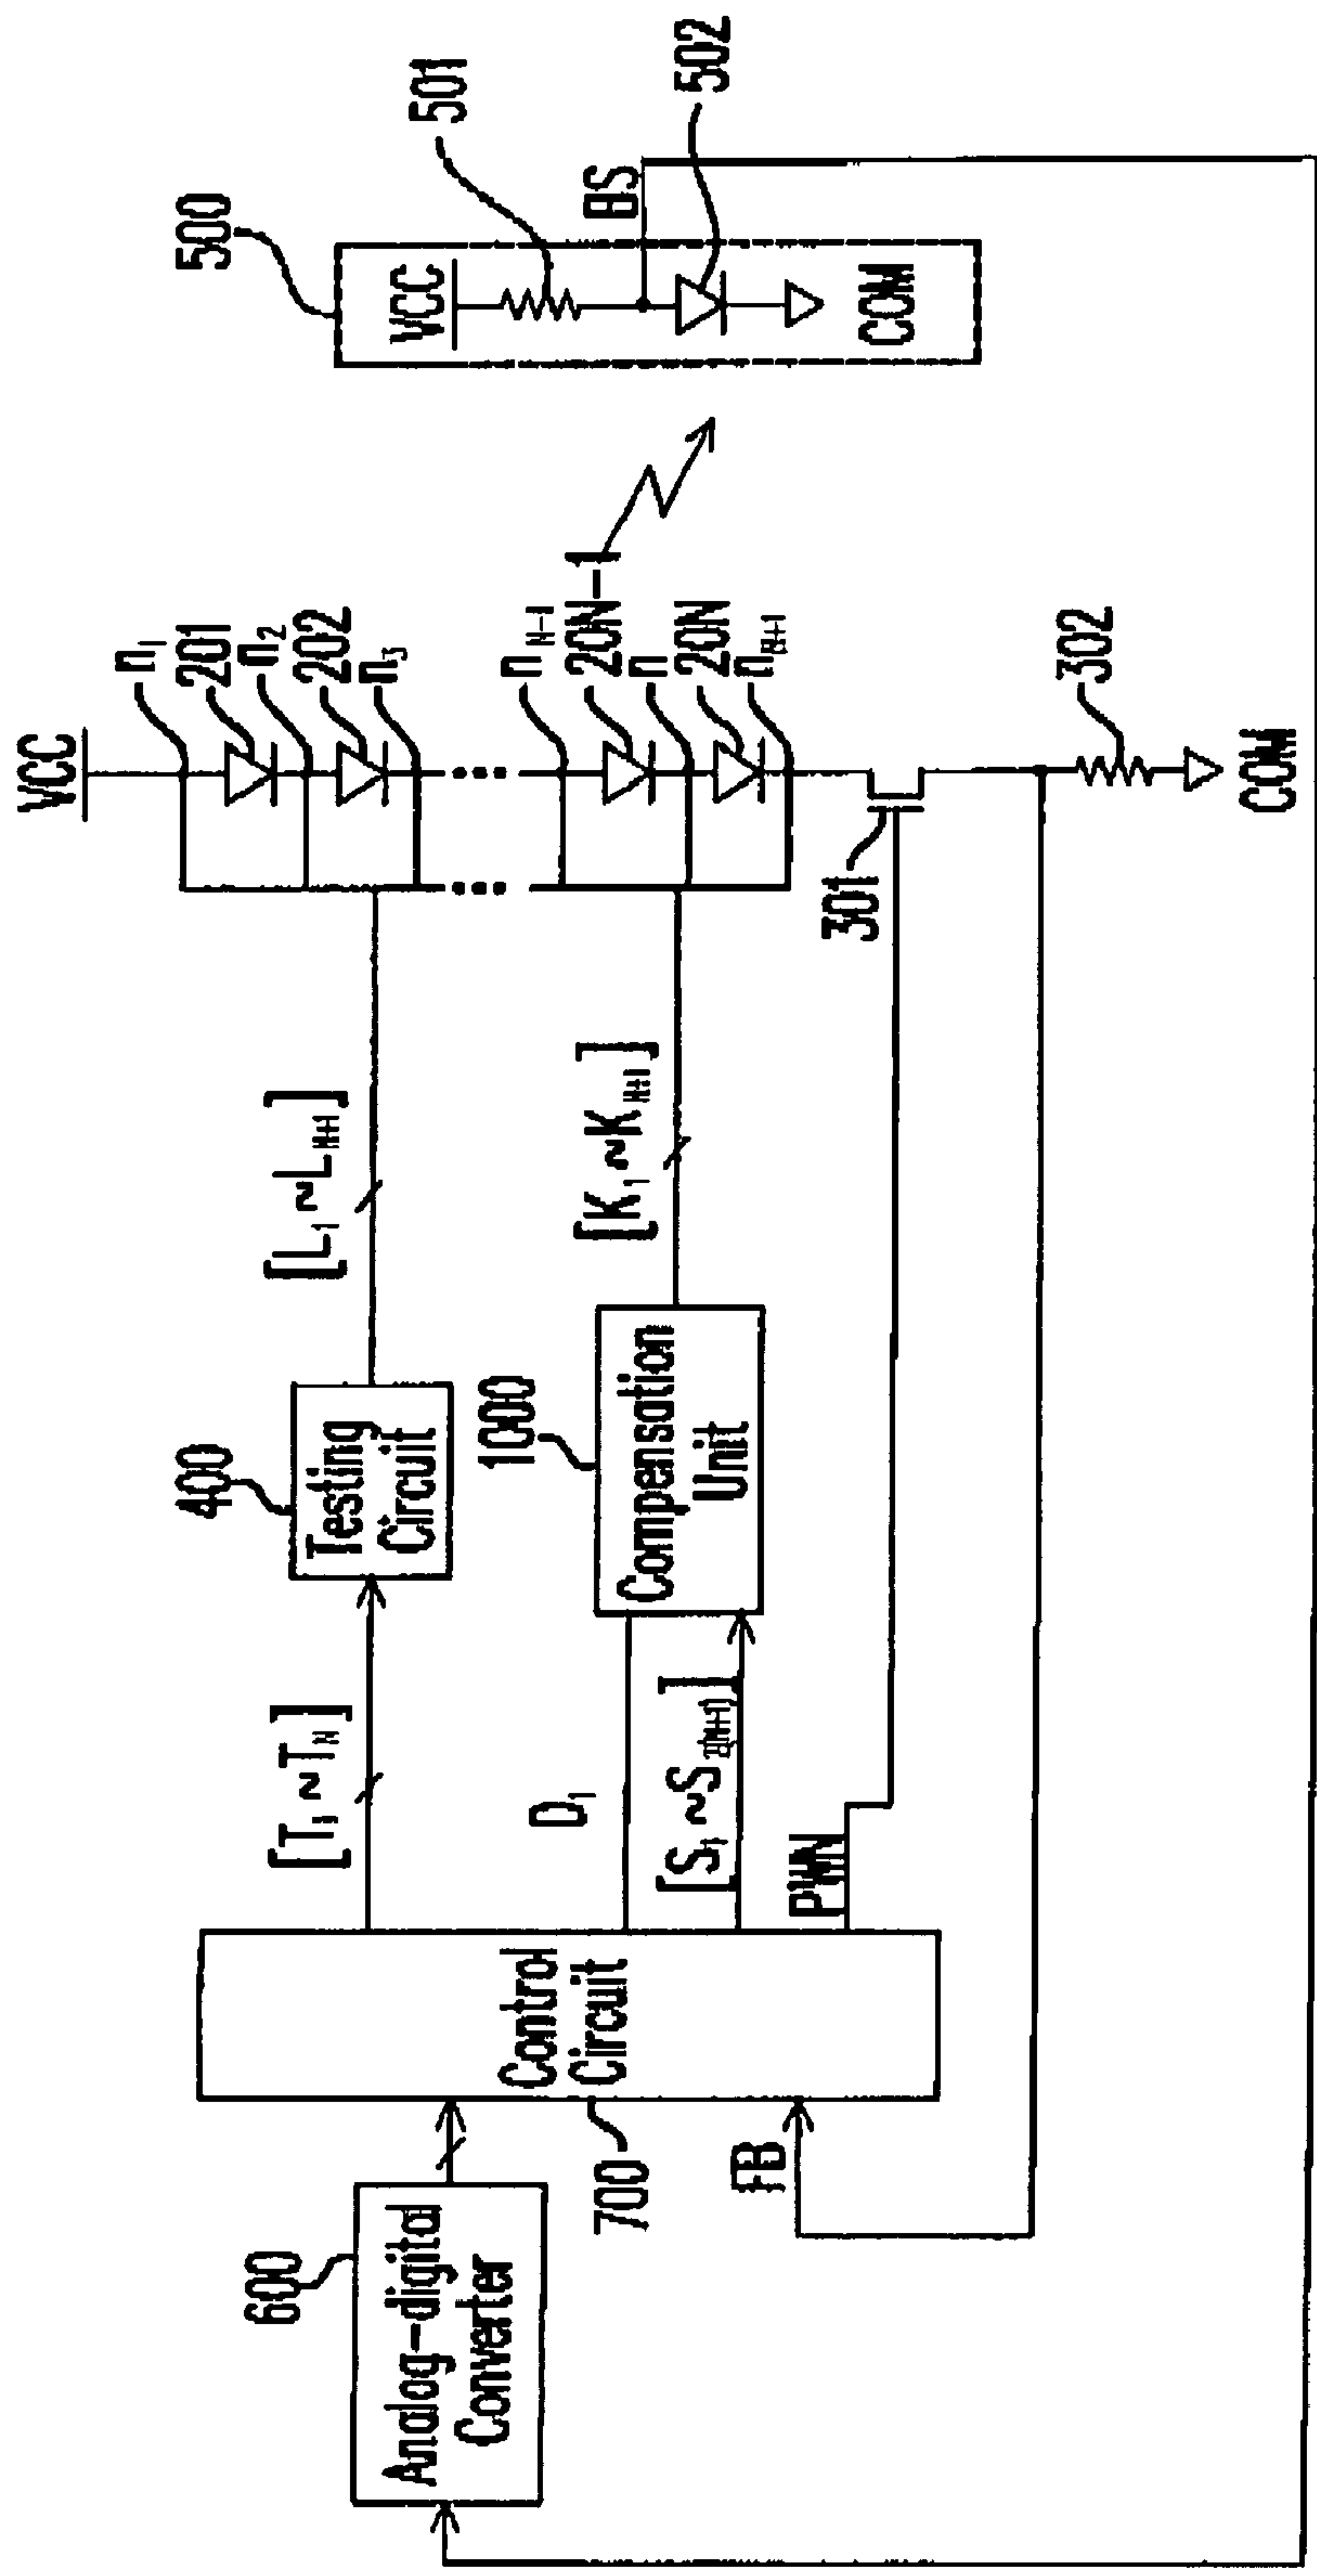 VCC
n1
201
n2
202
n3
nN-1
20N-1
n
20N
nN+1
301
302
COM
500
VCC
501
BS
502
COM
400
Testing
Circuit
[L1~LN+1]
[T1~TN]
1000
Compensation
Unit
[K1~KN+1]
D1
[S1~S2(N+1)]
PWN
Control
Circuit
700
FB
600
Analog-digital
Converter